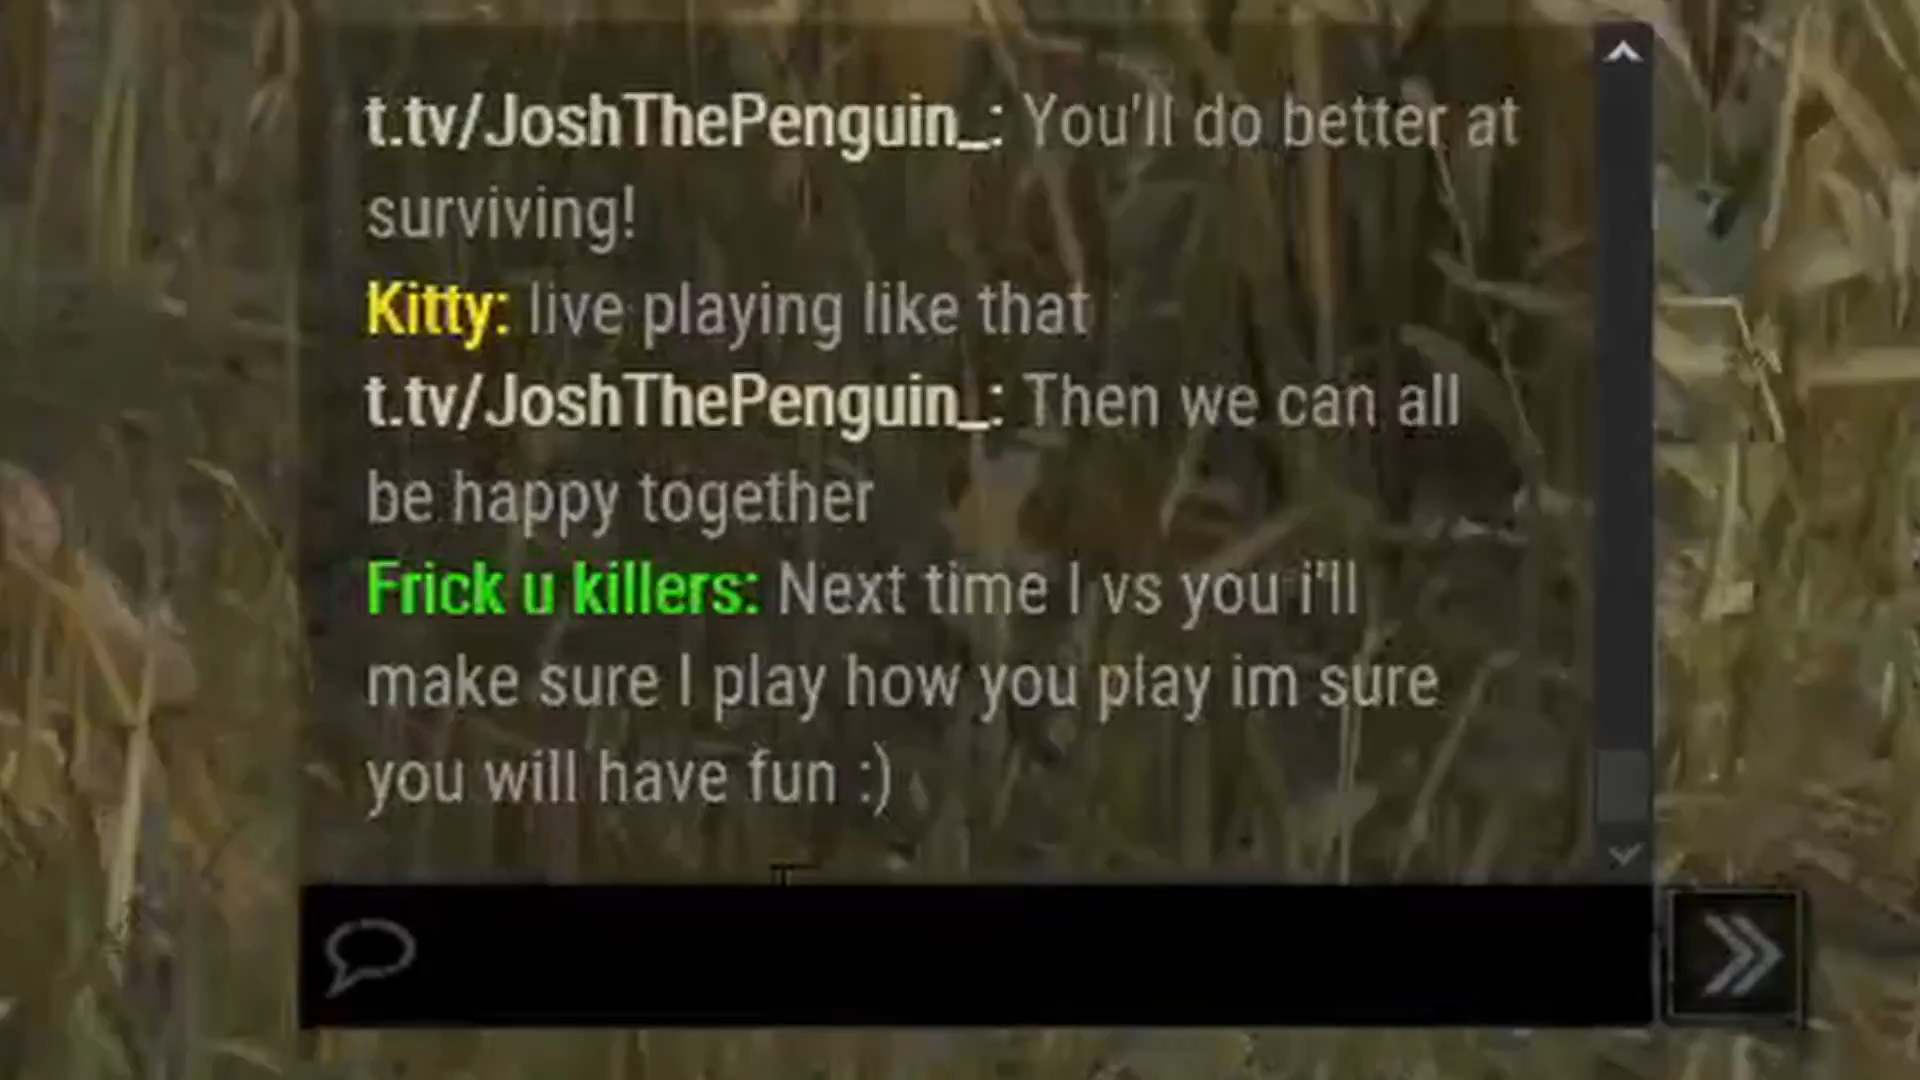 t.tv/JoshThePenguin_: You'll do better at
surviving!
Kitty: live playing like that
t.tv/JoshThePenguin_: Then we can all
be happy together
Frick u killers: Next time I vs you i'll
make sure I play how you play im sure
you will have fun :)